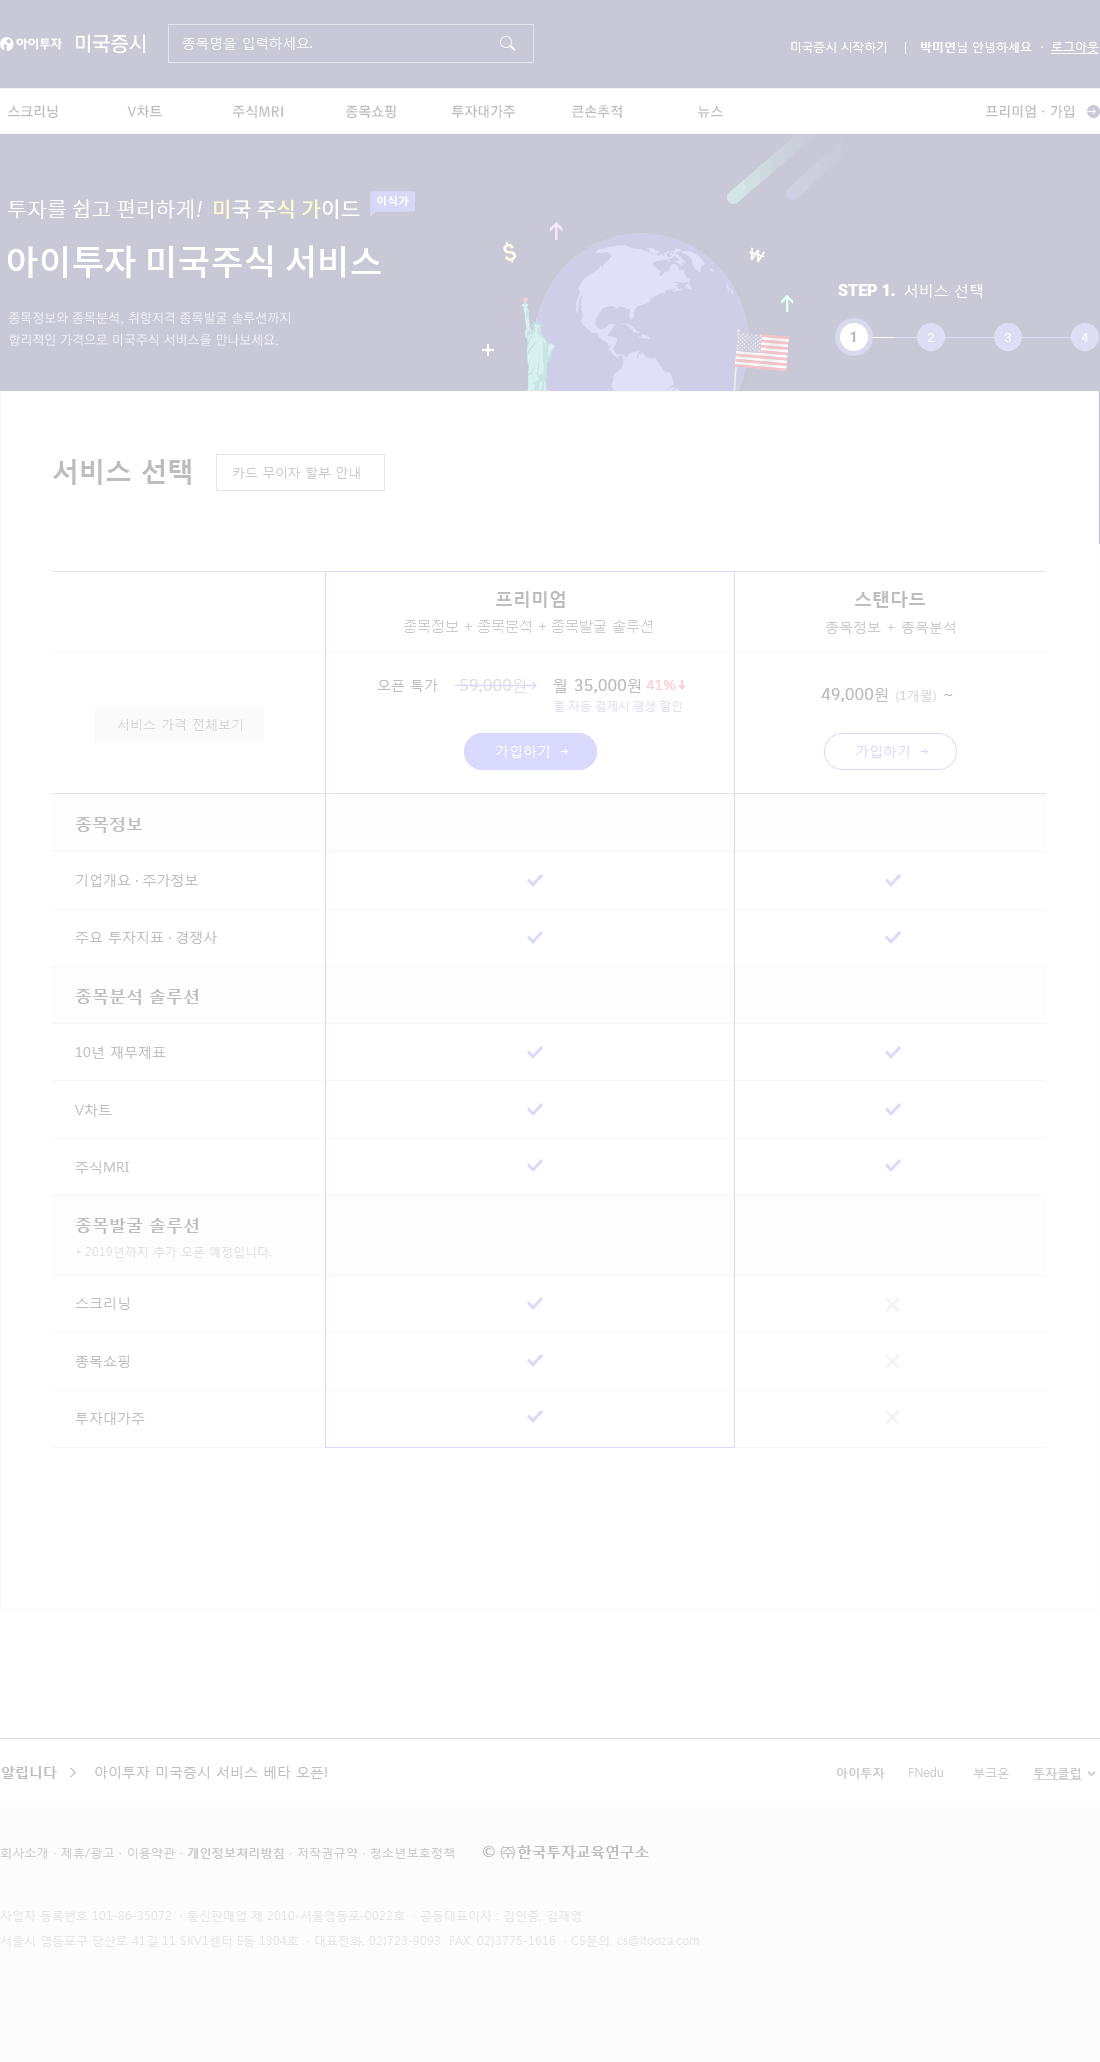 아이투자 미국증시
종목명을 입력하세요.
미국증시 시작하기 | 박미연님 안녕하세요 · 로그아웃
스크리닝 V차트 주식MRI 종목쇼핑 투자대가주 큰손추적 뉴스 프리미엄 · 가입
투자를 쉽고 편리하게! 미국 주식 가이드 미식가
아이투자 미국주식 서비스
종목정보와 종목분석, 취향저격 종목발굴 솔루션까지
합리적인 가격으로 미국주식 서비스를 만나보세요.
STEP 1. 서비스 선택
1 2 3 4
서비스 선택 카드 무이자 할부 안내
프리미엄 스탠다드
종목정보 + 종목분석 + 종목발굴 솔루션 종목정보 + 종목분석
오픈 특가 59,000원 월 35,000원 41%
월 자동 결제시 평생 할인
49,000원 (1개월) ~
서비스 가격 전체보기
가입하기 가입하기
종목정보
기업개요 · 주가정보
주요 투자지표 · 경쟁사
종목분석 솔루션
10년 재무제표
V차트
주식MRI
종목발굴 솔루션
* 2019년까지 추가 오픈 예정입니다.
스크리닝
종목쇼핑
투자대가주
알립니다 아이투자 미국증시 서비스 베타 오픈! 아이투자 FNedu 부크온 투자클럽
회사소개 · 제휴/광고 · 이용약관 · 개인정보처리방침 · 저작권규약 · 청소년보호정책 © ㈜한국투자교육연구소
사업자 등록번호 101-86-35072 · 통신판매업 제 2010-서울영등포-0022호 · 공동대표이사 : 김인중, 김재영
서울시 영등포구 당산로 41길 11 SKV1센터 E동 1304호 · 대표전화. 02)723-9093 FAX. 02)3775-1616 · CS문의. cs@itooza.com